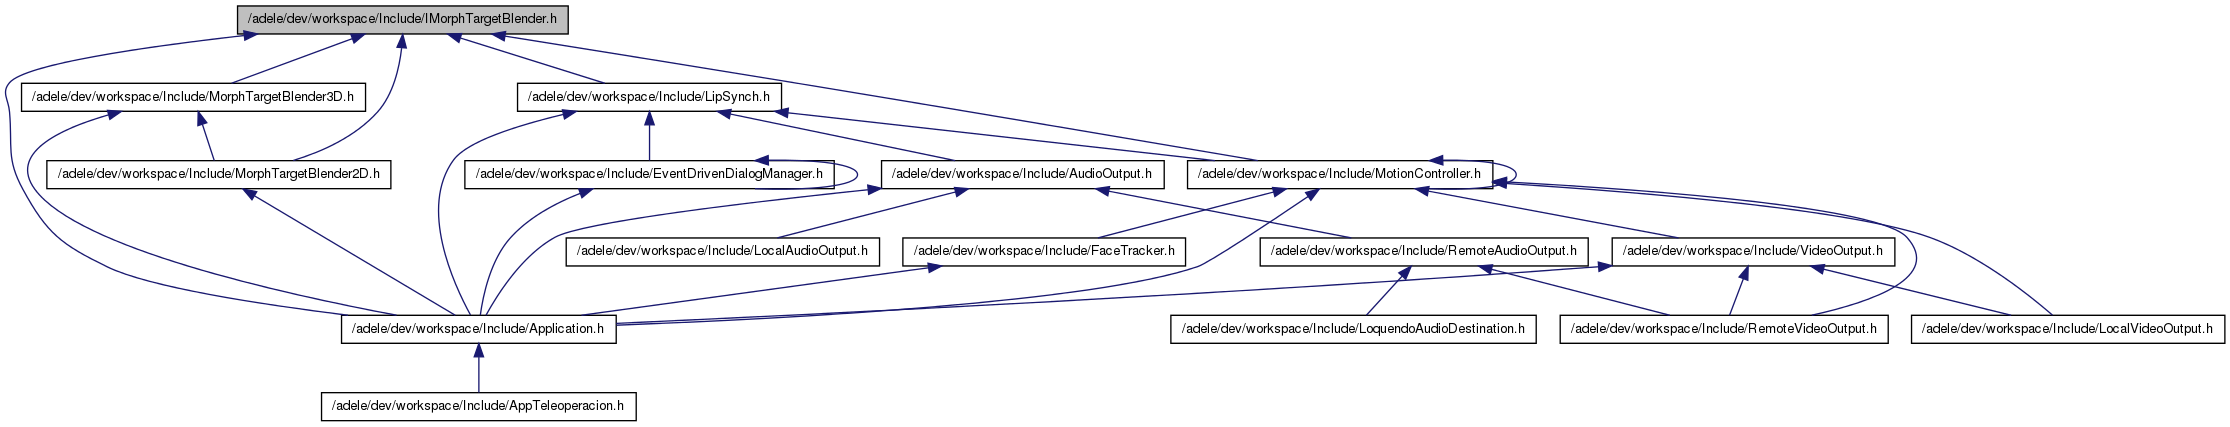 /adele/dev/workspace/Include/IMorphTargetBlender.h
/adele/dev/workspace/Include/MorphTargetBlender3D.h
/adele/dev/workspace/Include/LipSynch.h
/adele/dev/workspace/Include/MorphTargetBlender2D.h
/adele/dev/workspace/Include/EventDrivenDialogManager.h
/adele/dev/workspace/Include/AudioOutput.h
/adele/dev/workspace/Include/MotionController.h
/adele/dev/workspace/Include/LocalAudioOutput.h
/adele/dev/workspace/Include/FaceTracker.h
/adele/dev/workspace/Include/RemoteAudioOutput.h
/adele/dev/workspace/Include/VideoOutput.h
/adele/dev/workspace/Include/Application.h
/adele/dev/workspace/Include/LoquendoAudioDestination.h
/adele/dev/workspace/Include/RemoteVideoOutput.h
/adele/dev/workspace/Include/LocalVideoOutput.h
/adele/dev/workspace/Include/AppTeleoperacion.h